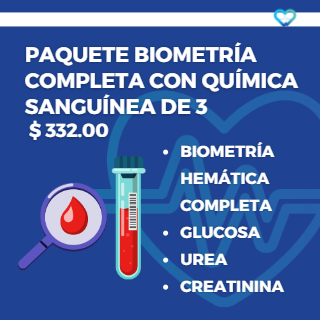 PAQUETE BIOMETRÍA
COMPLETA CON QUÍMICA
SANGUÍNEA DE 3
$ 332.00
• BIOMETRÍA
HEMÁTICA
COMPLETA
• GLUCOSA
• UREA
• CREATININA